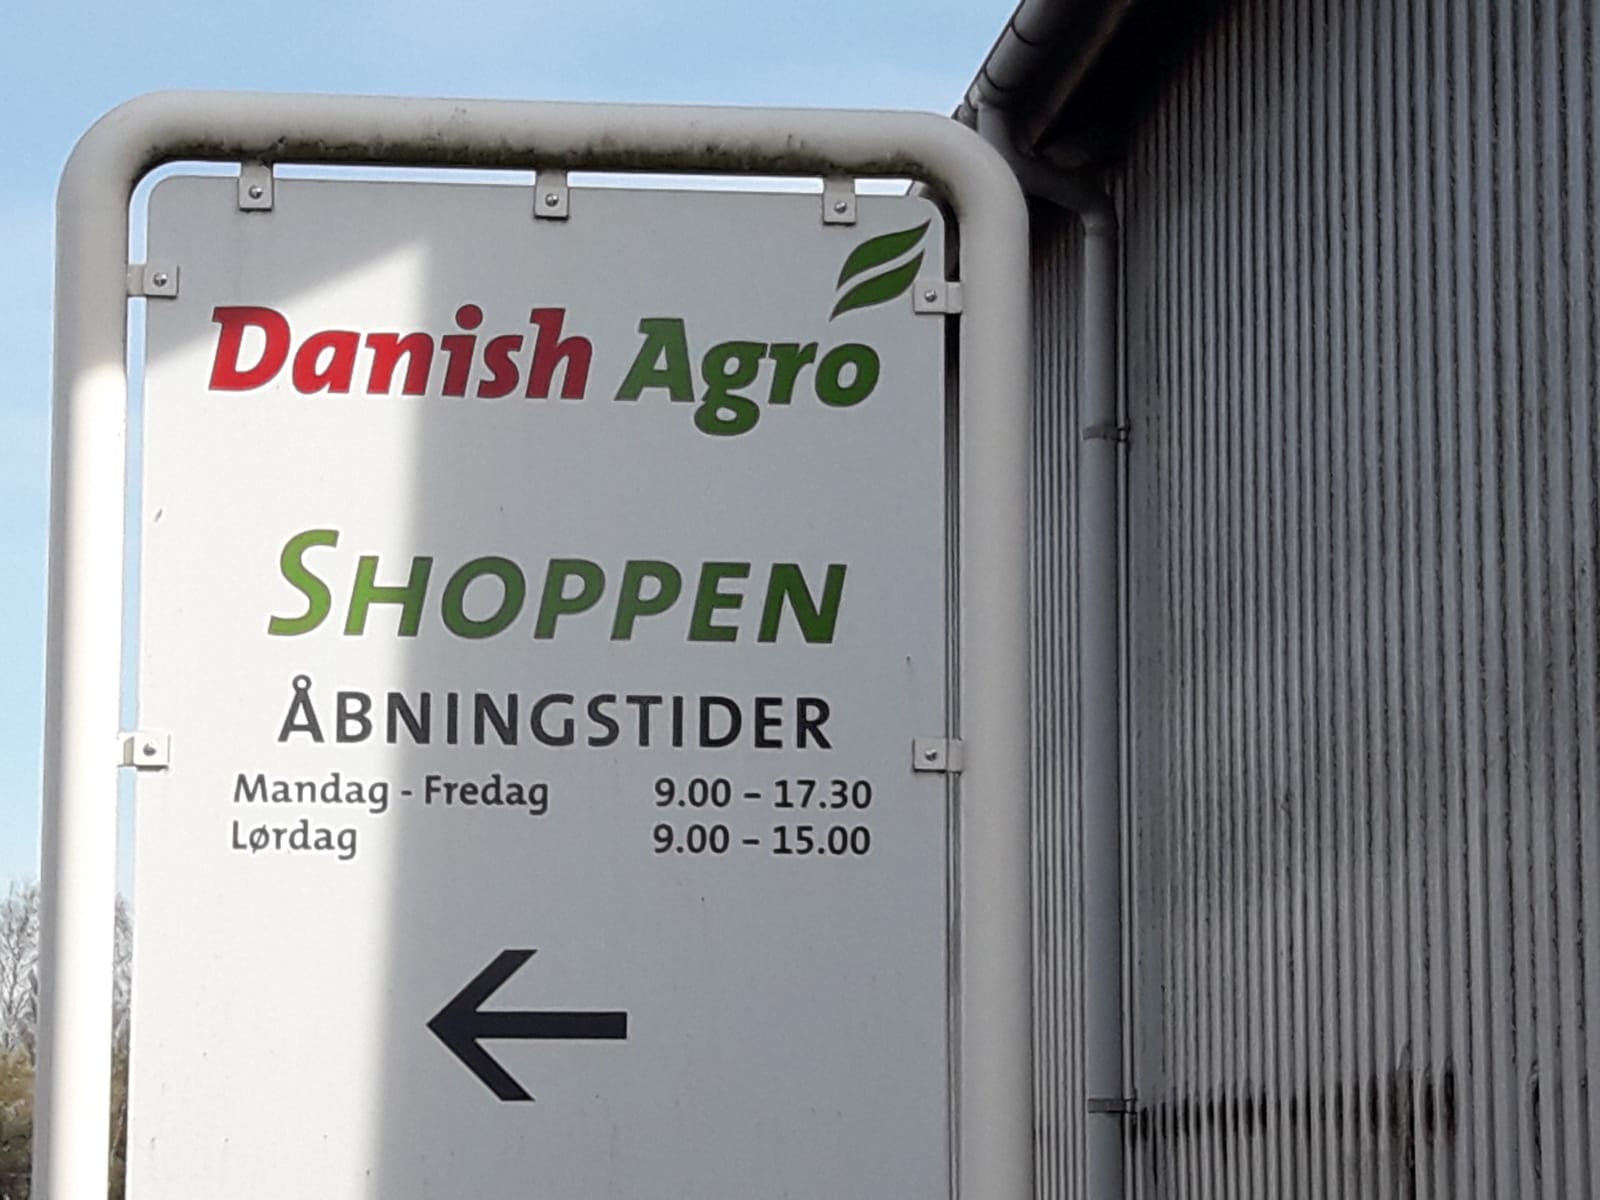 Danish Agro
SHOPPEN
ÅBNINGSTIDER
Mandag - Fredag 9.00 – 17.30
Lørdag 9.00 – 15.00